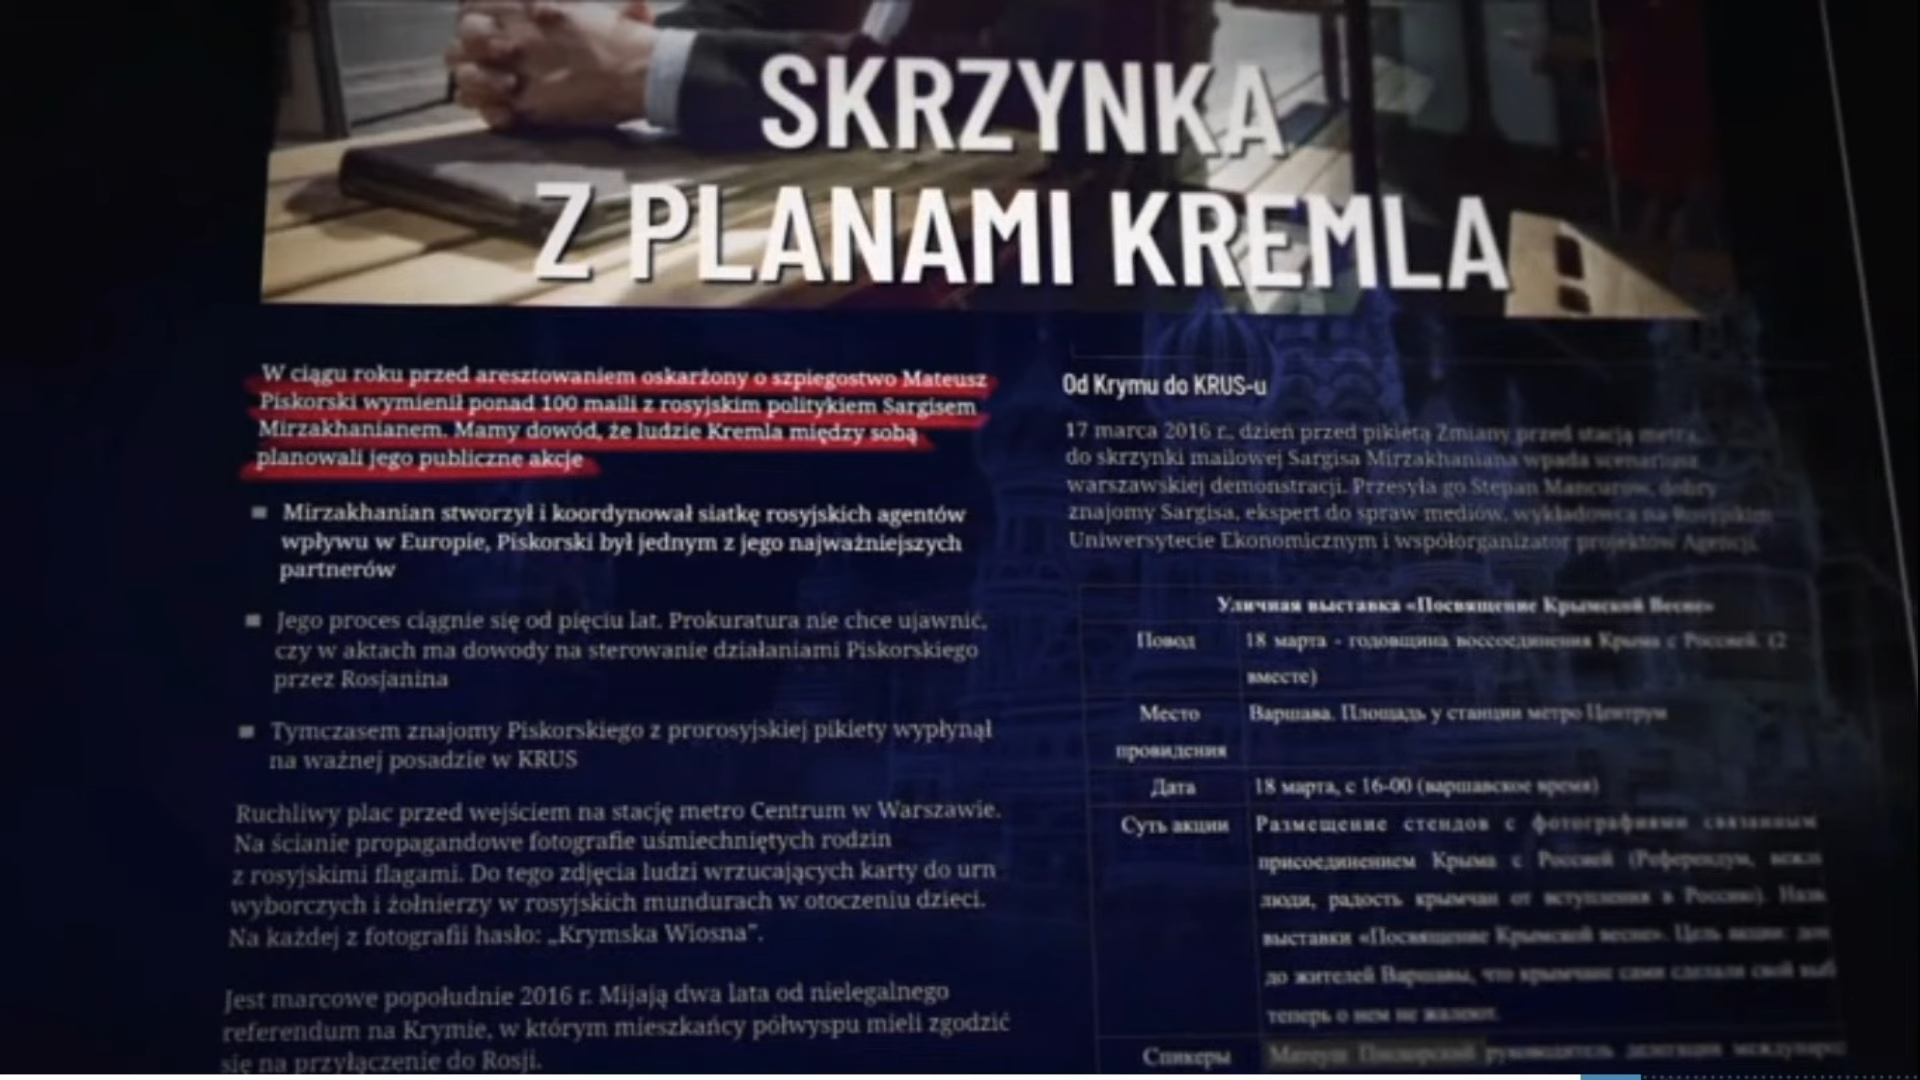 SKRZYNKA
Z PLANAMI KREMLA
W ciągu roku przed aresztowaniem oskarżony o szpiegostwo Mateusz
Piskorski wymienił ponad 100 maili z rosyjskim politykiem Sargisem
Mirzakhanianem. Mamy dowód, że ludzie Kremla między sobą
planowali jego publiczne akcje
Mirzakhanian stworzył i koordynował siatkę rosyjskich agentów
wpływu w Europie, Piskorski był jednym z jego najważniejszych
partnerów
Jego proces ciągnie się od pięciu lat. Prokuratura nie chce ujawnić,
czy w aktach ma dowody na sterowanie działaniami Piskorskiego
przez Rosjanina
Tymczasem znajomy Piskorskiego z prorosyjskiej pikiety wypłynął
na ważnej posadzie w KRUS
Ruchliwy plac przed wejściem na stację metro Centrum w Warszawie.
Na ścianie propagandowe fotografie uśmiechniętych rodzin
z rosyjskimi flagami. Do tego zdjęcia ludzi wrzucających karty do urn
wyborczych i żołnierzy w rosyjskich mundurach w otoczeniu dzieci.
Na każdej z fotografii hasło: „Krymska Wiosna".
Jest marcowe popołudnie 2016 r. Mijają dwa lata od nielegalnego
referendum na Krymie, w którym mieszkańcy półwyspu mieli zgodzić
się na przyłączenie do Rosji.
Od Krymu do KRUS-u
17 marca 2016 r., dzień przed pikietą Zmiany przed stacją metra,
do skrzynki mailowej Sargisa Mirzakhaniana wpada scenariusz
warszawskiej demonstracji. Przesyła go Stepan Mancurow, dobry
znajomy Sargisa, ekspert do spraw mediów, wykładowca na Rosyjskim
Uniwersytecie Ekonomicznym i współorganizator projektów Agencji.
Уличная выставка «Посвящение Крымской Весне»
Повод 18 марта - годовщина воссоединения Крыма с Россией. (2
вместе)
Место Варшава. Площадь у станции метро Центрум
проведения
Дата 18 марта, с 16-00 (варшавское время)
Суть акции Размещение стендов с фотографиями связанным
присоединением Крыма с Россией (Референдум,
люди, радость крымчан от вступления в Россию).
выставки «Посвящение Крымской весне». Цель акции:
до жителей Варшавы, что крымчане сами сделали свой
теперь о нем не жалеют.
Спикеры Матеуш Пискорский руководитель делегации